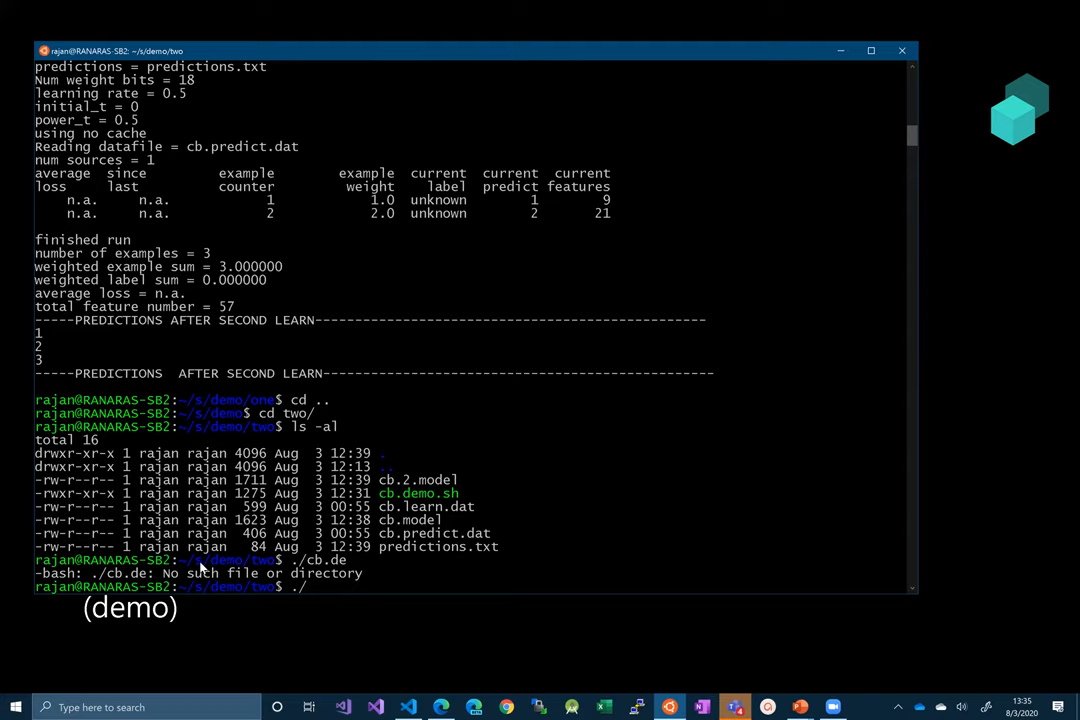 rajan@RANARAS-SB2: ~/s/demo/two
predictions = predictions.txt
Num weight bits = 18
learning rate = 0.5
initial_t = 0
power_t = 0.5
using no cache
Reading datafile = cb.predict.dat
num sources = 1
average since example example current current current
loss last counter weight label predict features
n.a. n.a. 1 1.0 unknown 1 9
n.a. n.a. 2 2.0 unknown 2 21
finished run
number of examples = 3
weighted example sum = 3.000000
weighted label sum = 0.000000
average loss = n.a.
total feature number = 57
-----PREDICTIONS AFTER SECOND LEARN-------------------------------------------------
1
2
3
-----PREDICTIONS  AFTER SECOND LEARN-------------------------------------------------
rajan@RANARAS-SB2:~/s/demo/one$ cd ..
rajan@RANARAS-SB2:~/s/demo$ cd two/
rajan@RANARAS-SB2:~/s/demo/two$ ls -al
total 16
drwxr-xr-x 1 rajan rajan 4096 Aug  3 12:39 .
drwxr-xr-x 1 rajan rajan 4096 Aug  3 12:13 ..
-rw-r--r-- 1 rajan rajan 1711 Aug  3 12:39 cb.2.model
-rwxr-xr-x 1 rajan rajan 1275 Aug  3 12:31 cb.demo.sh
-rw-r--r-- 1 rajan rajan  599 Aug  3 00:55 cb.learn.dat
-rw-r--r-- 1 rajan rajan 1623 Aug  3 12:38 cb.model
-rw-r--r-- 1 rajan rajan  406 Aug  3 00:55 cb.predict.dat
-rw-r--r-- 1 rajan rajan   84 Aug  3 12:39 predictions.txt
rajan@RANARAS-SB2:~/s/demo/two$ ./cb.de
-bash: ./cb.de: No such file or directory
rajan@RANARAS-SB2:~/s/demo/two$ ./
(demo)
Type here to search
13:35
8/3/2020